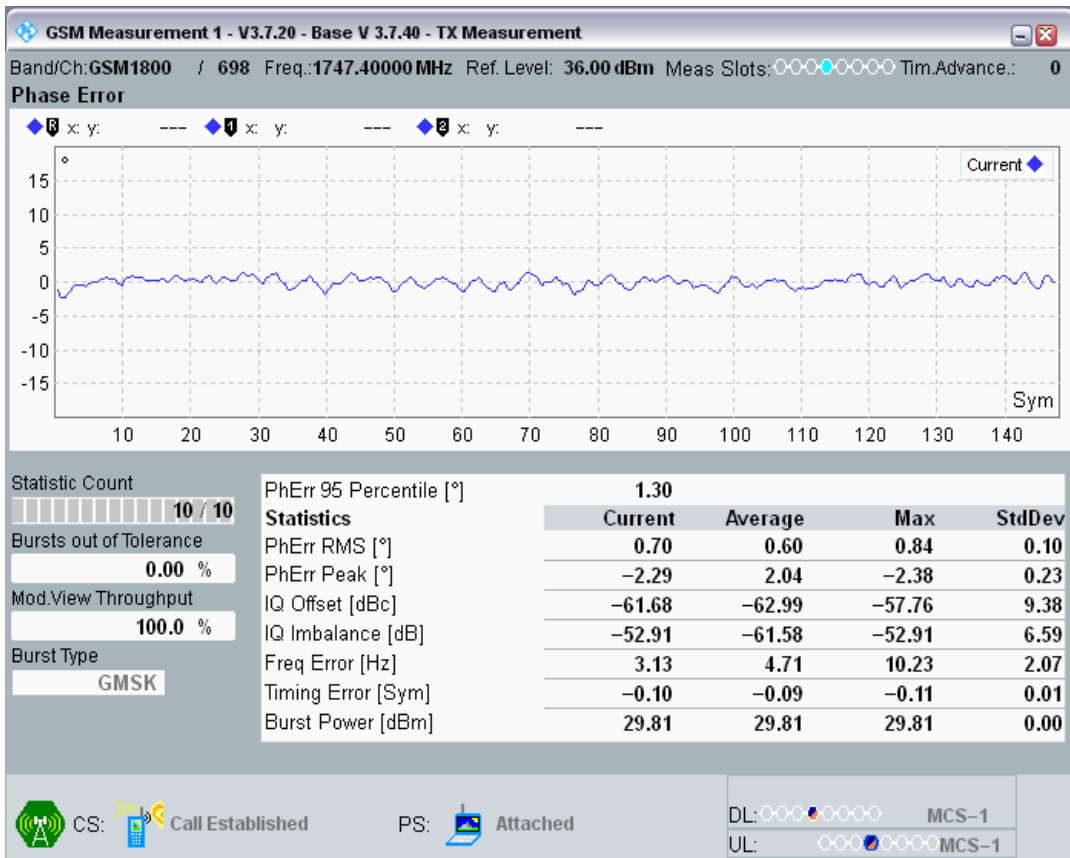 GSM Measurement 1 - V3.7.20 - Base V 3.7.40 - TX Measurement
Band/Ch:GSM1800 / 698 Freq.:1747.40000 MHz Ref. Level: 36.00 dBm Meas Slots: Tim.Advance.: 0
Phase Error
R x: y: --- 1 x: y: --- 2 x: y: ---
°
Current
15
10
5
0
-5
-10
-15
Sym
10 20 30 40 50 60 70 80 90 100 110 120 130 140
Statistic Count
10 / 10
Bursts out of Tolerance
0.00 %
Mod.View Throughput
100.0 %
Burst Type
GMSK
PhErr 95 Percentile [°] 1.30
Statistics Current Average Max StdDev
PhErr RMS [°] 0.70 0.60 0.84 0.10
PhErr Peak [°] −2.29 2.04 −2.38 0.23
IQ Offset [dBc] −61.68 −62.99 −57.76 9.38
IQ Imbalance [dB] −52.91 −61.58 −52.91 6.59
Freq Error [Hz] 3.13 4.71 10.23 2.07
Timing Error [Sym] −0.10 −0.09 −0.11 0.01
Burst Power [dBm] 29.81 29.81 29.81 0.00
CS: Call Established PS: Attached
DL: MCS−1
UL: MCS−1